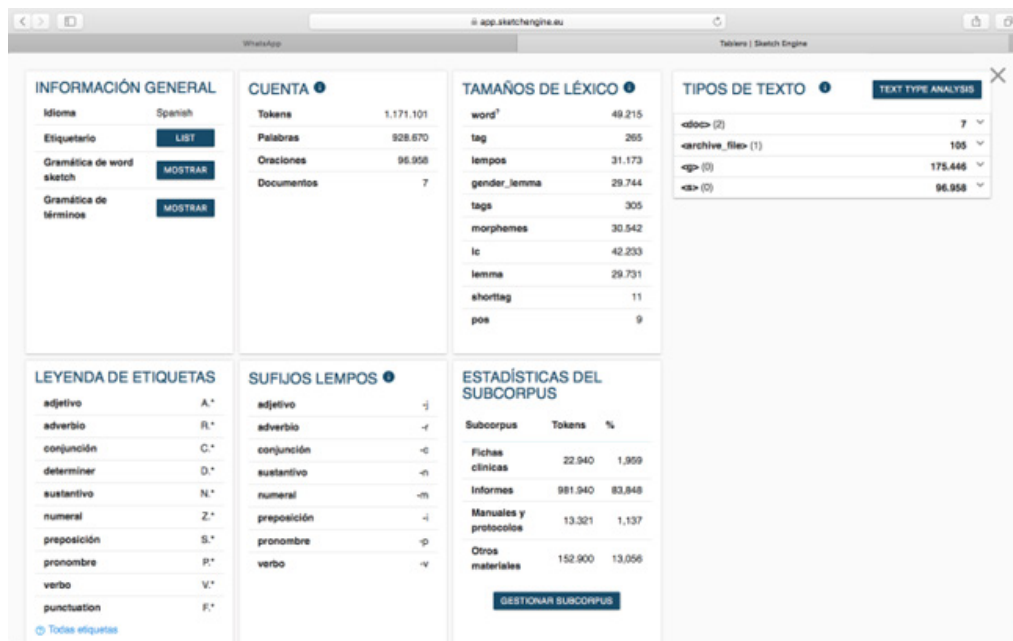 app.sketchengine.eu
WhatsApp
Tablero | Sketch Engine
INFORMACIÓN GENERAL
Idioma Spanish
Etiquetario LIST
Gramática de word
sketch MOSTRAR
Gramática de
términos MOSTRAR
CUENTA
Tokens 1.171.101
Palabras 928.670
Oraciones 96.958
Documentos 7
TAMAÑOS DE LÉXICO
word? 49.215
tag 265
lempos 31.173
gender_lemma 29.744
tags 305
morphemes 30.542
lc 42.233
lemma 29.731
shorttag 11
pos 9
TIPOS DE TEXTO TEXT TYPE ANALYSIS
<doc> (2) 7
<archive_file> (1) 105
<g> (0) 175.446
<s> (0) 96.958
LEYENDA DE ETIQUETAS
adjetivo A.*
adverbio R.*
conjunción C.*
determiner D.*
sustantivo N.*
numeral Z.*
preposición S.*
pronombre P.*
verbo V.*
punctuation F.*
Todas etiquetas
SUFIJOS LEMPOS
adjetivo -j
adverbio -r
conjunción -c
sustantivo -n
numeral -m
preposición -i
pronombre -p
verbo -v
ESTADÍSTICAS DEL
SUBCORPUS
Subcorpus Tokens %
Fichas
clínicas 22.940 1,959
Informes 981.940 83,848
Manuales y
protocolos 13.321 1,137
Otros
materiales 152.900 13,056
GESTIONAR SUBCORPUS